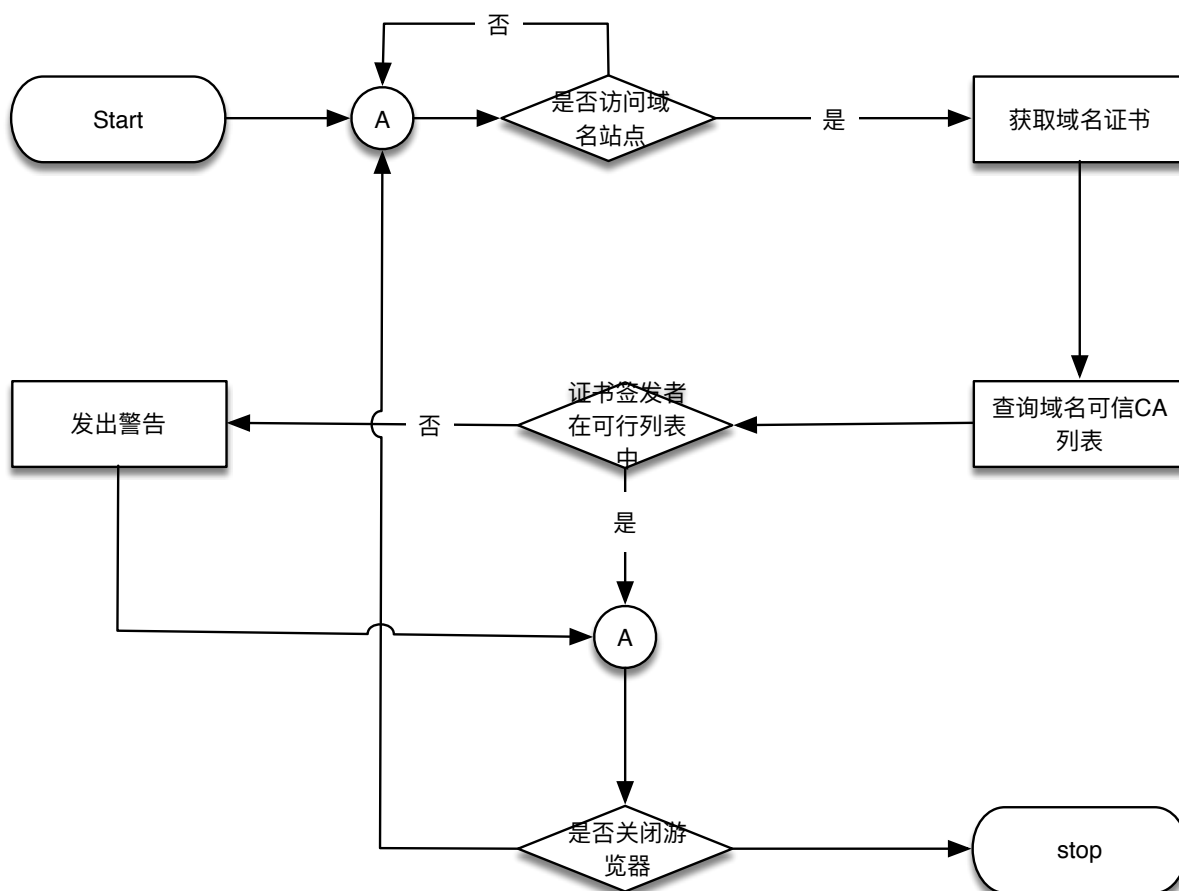 否
Start
A
是否访问域
名站点
是
获取域名证书
发出警告
否
证书签发者
在可行列表
中
查询域名可信CA
列表
是
A
是否关闭游
览器
stop